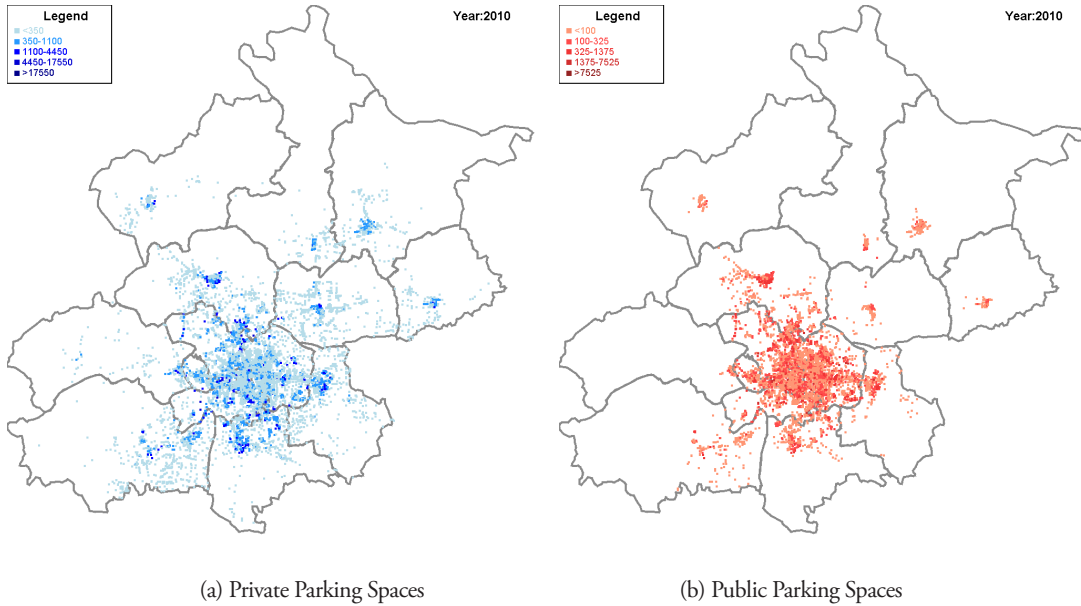 Legend
<350
350-1100
1100-4450
4450-17550
>17550
Year:2010
Legend
<100
100-325
325-1375
1375-7525
>7525
Year:2010
(a) Private Parking Spaces
(b) Public Parking Spaces